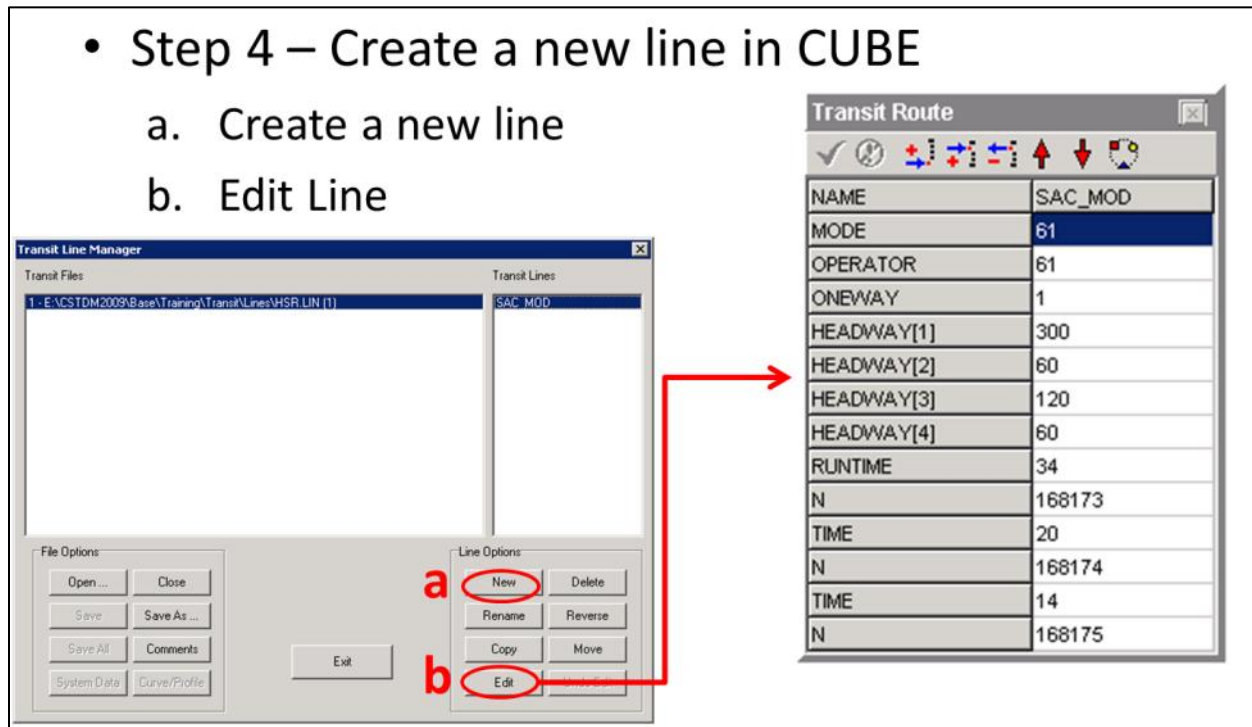 • Step 4 – Create a new line in CUBE
a. Create a new line
b. Edit Line
Transit Line Manager
Transit Files
Transit Lines
1 - E:\CSTDM2009\Base\Training\Transit\Lines\HSR.LIN (1)
SAC_MOD
File Options
Open ...
Close
Save
Save As ...
Save All
Comments
System Data
Curve/Profile
Exit
Line Options
a
New
Delete
Rename
Reverse
Copy
Move
b
Edit
Undo Edit
Transit Route
NAME SAC_MOD
MODE 61
OPERATOR 61
ONEWAY 1
HEADWAY[1] 300
HEADWAY[2] 60
HEADWAY[3] 120
HEADWAY[4] 60
RUNTIME 34
N 168173
TIME 20
N 168174
TIME 14
N 168175